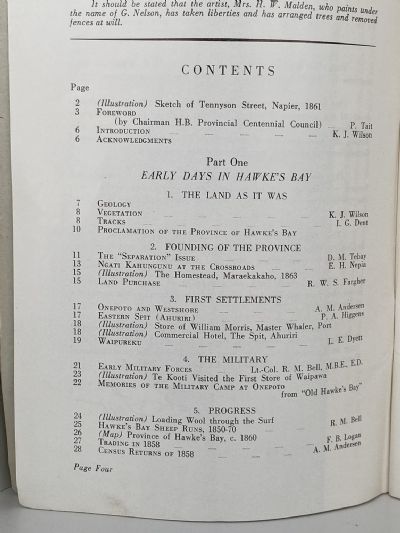 It should be stated that the artist, Mrs. H. W. Malden, who paints under
the name of G. Nelson, has taken liberties and has arranged trees and removed
fences at will.
CONTENTS
Page
2 (Illustration) Sketch of Tennyson Street, Napier, 1861
3 Foreword
(by Chairman H.B. Provincial Centennial Council) — P. Tait
6 Introduction — — — — — K. J. Wilson
6 Acknowledgments
Part One
EARLY DAYS IN HAWKE'S BAY
1. THE LAND AS IT WAS
7 Geology
8 Vegetation — — — — — K. J. Wilson
8 Tracks — — — — — I. G. Dent
10 Proclamation of the Province of Hawke's Bay
2. FOUNDING OF THE PROVINCE
11 The "Separation" Issue — — — D. M. Tebay
13 Ngati Kahungunu at the Crossroads — — E. H. Nepia
15 (Illustration) The Homestead, Maraekakaho, 1863
15 Land Purchase — — — — R. W. S. Fargher
3. FIRST SETTLEMENTS
17 Onepoto and Westshore — — — A. M. Andersen
17 Eastern Spit (Ahuriri) — — — P. A. Higgens
18 (Illustration) Store of William Morris, Master Whaler, Port
18 (Illustration) Commercial Hotel, The Spit, Ahuriri
19 Waipureku — — — — — L. E. Dyett
4. THE MILITARY
21 Early Military Forces Lt.-Col. R. M. Bell, M.B.E., E.D.
23 (Illustration) Te Kooti Visited the First Store of Waipawa
22 Memories of the Military Camp at Onepoto
from "Old Hawke's Bay"
5. PROGRESS
24 (Illustration) Loading Wool through the Surf
25 Hawke's Bay Sheep Runs, 1850-70 — — R. M. Bell
26 (Map) Province of Hawke's Bay, c. 1860
27 Trading in 1858 — — — — F. B. Logan
28 Census Returns of 1858 — — — A. M. Andersen
Page Four